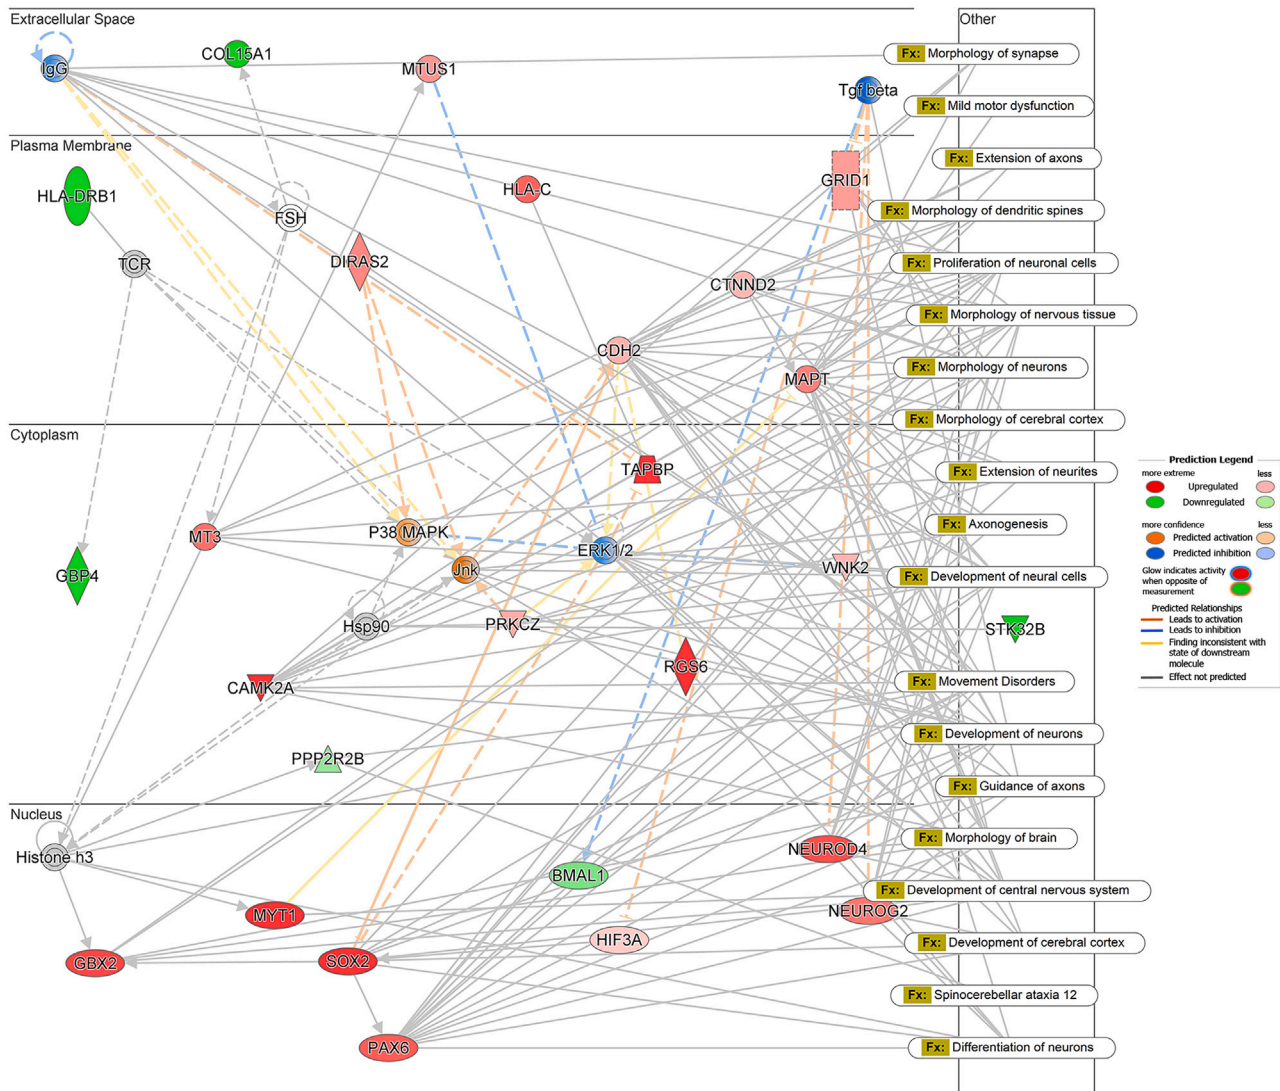 Extracellular Space
Other
COL15A1
Fx: Morphology of synapse
IgG
MTUS1
Tgf beta
Fx: Mild motor dysfunction
Plasma Membrane
Fx: Extension of axons
HLA-DRB1
HLA-C
GRID1
FSH
Fx: Morphology of dendritic spines
TCR
DIRAS2
Fx: Proliferation of neuronal cells
CTNND2
Fx: Morphology of nervous tissue
CDH2
MAPT
Fx: Morphology of neurons
Fx: Morphology of cerebral cortex
Cytoplasm
TAPBP
Fx: Extension of neurites
MT3
P38 MAPK
Fx: Axonogenesis
ERK1/2
GBP4
Jnk
WNK2
Fx: Development of neural cells
Hsp90
PRKCZ
STK32B
RGS6
CAMK2A
Fx: Movement Disorders
Fx: Development of neurons
PPP2R2B
Fx: Guidance of axons
Nucleus
Histone h3
NEUROD4
Fx: Morphology of brain
BMAL1
Fx: Development of central nervous system
MYT1
NEUROG2
HIF3A
Fx: Development of cerebral cortex
GBX2
SOX2
Fx: Spinocerebellar ataxia 12
PAX6
Fx: Differentiation of neurons
Prediction Legend
more extreme
less
Upregulated
Downregulated
more confidence
less
Predicted activation
Predicted inhibition
Glow indicates activity
when opposite of
measurement
Predicted Relationships
Leads to activation
Leads to inhibition
Finding inconsistent with
state of downstream
molecule
Effect not predicted